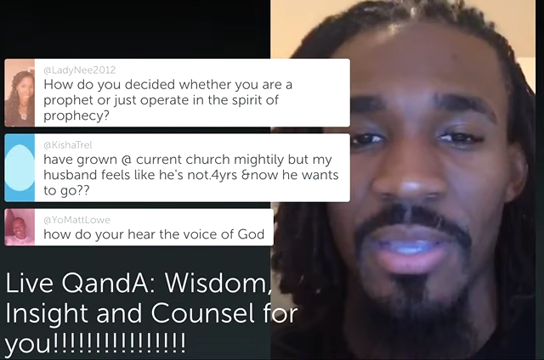 @LadyNee2012
How do you decided whether you are a
prophet or just operate in the spirit of
prophecy?
@KishaTrel
have grown @ current church mightily but my
husband feels like he's not.4yrs &now he wants
to go??
@YoMattLowe
how do your hear the voice of God
Live QandA: Wisdom,
Insight and Counsel for
you!!!!!!!!!!!!!!!!!